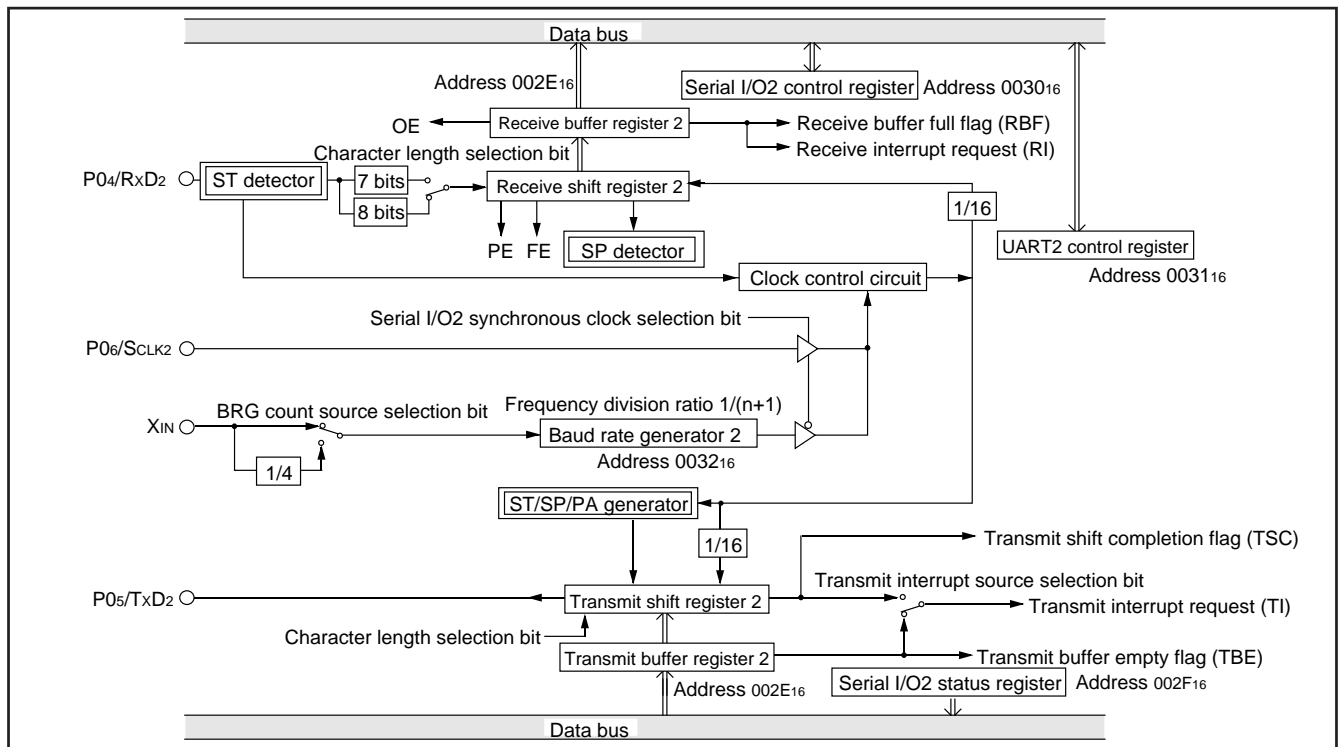 Data bus
Address 002E16
Serial I/O2 control register Address 003016
OE
Receive buffer register 2
Receive buffer full flag (RBF)
Receive interrupt request (RI)
Character length selection bit
P04/RxD2
ST detector
7 bits
8 bits
Receive shift register 2
1/16
PE FE
SP detector
UART2 control register
Address 003116
Clock control circuit
Serial I/O2 synchronous clock selection bit
P06/SCLK2
BRG count source selection bit
Frequency division ratio 1/(n+1)
XIN
Baud rate generator 2
Address 003216
1/4
ST/SP/PA generator
1/16
Transmit shift completion flag (TSC)
Transmit interrupt source selection bit
P05/TxD2
Transmit shift register 2
Transmit interrupt request (TI)
Character length selection bit
Transmit buffer register 2
Transmit buffer empty flag (TBE)
Address 002E16
Serial I/O2 status register Address 002F16
Data bus